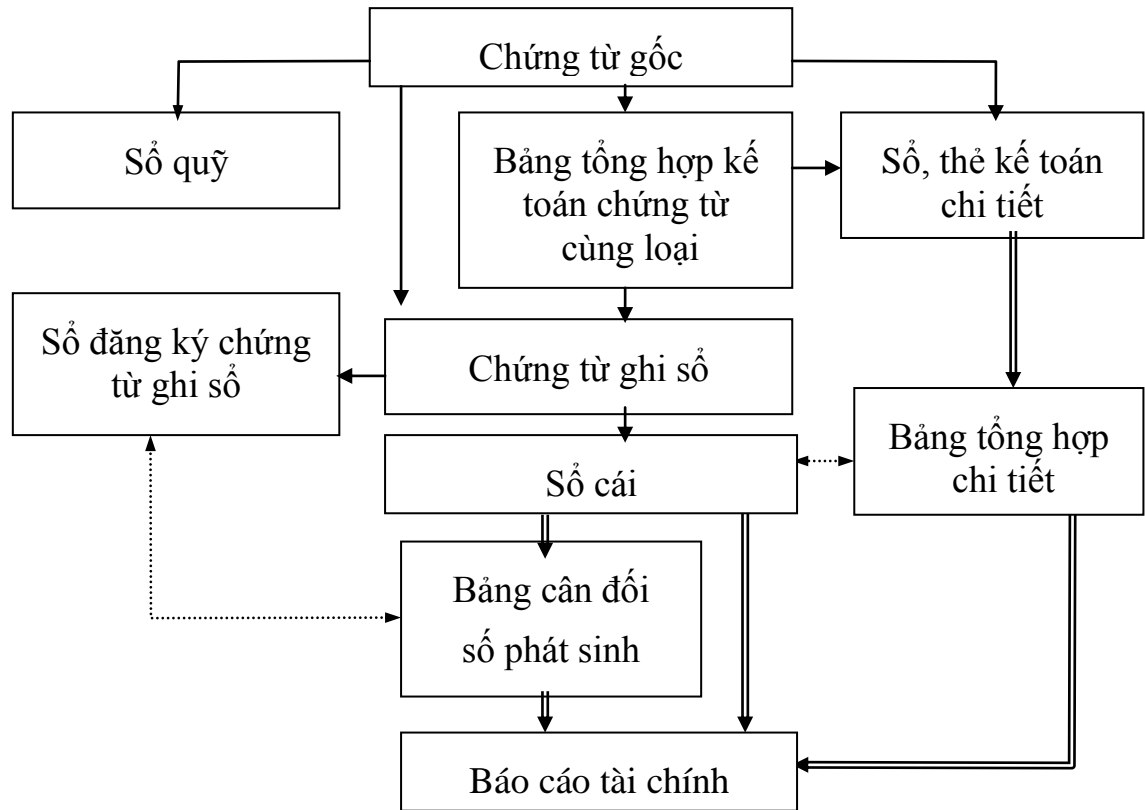 Chứng từ gốc
Sổ quỹ
Bảng tổng hợp kế
toán chứng từ
cùng loại
Sổ, thẻ kế toán
chi tiết
Sổ đăng ký chứng
từ ghi sổ
Chứng từ ghi sổ
Bảng tổng hợp
chi tiết
Sổ cái
Bảng cân đối
số phát sinh
Báo cáo tài chính